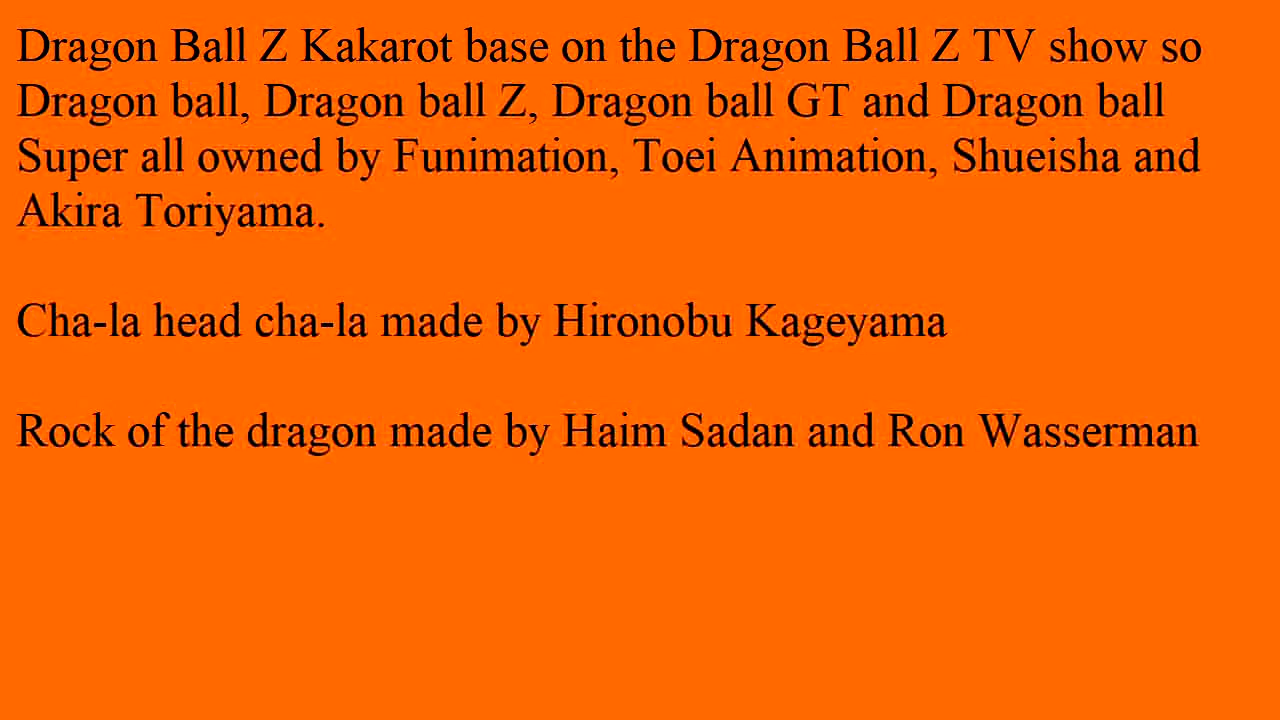 Dragon Ball Z Kakarot base on the Dragon Ball Z TV show so
Dragon ball, Dragon ball Z, Dragon ball GT and Dragon ball
Super all owned by Funimation, Toei Animation, Shueisha and
Akira Toriyama.
Cha-la head cha-la made by Hironobu Kageyama
Rock of the dragon made by Haim Sadan and Ron Wasserman